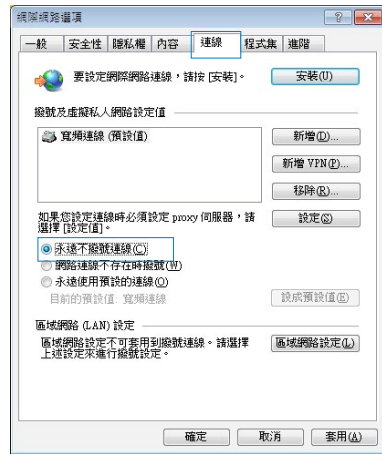 網際網路選項
一般 安全性 隱私權 內容 連線 程式集 進階
要設定網際網路連線，請按 [安裝]。 安裝(U)
撥號及虛擬私人網路設定值
寬頻連線 (預設值) 新增(D)...
新增 VPN(P)...
移除(R)...
如果您設定連線時必須設定 proxy 伺服器，請 設定(S)
選擇 [設定值]。
永遠不撥號連線(C)
網路連線不存在時撥號(W)
永遠使用預設的連線(O)
目前的預設值: 寬頻連線 設成預設值(E)
區域網路 (LAN) 設定
區域網路設定不可套用到撥號連線。請選擇 區域網路設定(L)
上述設定來進行撥號設定。
確定 取消 套用(A)